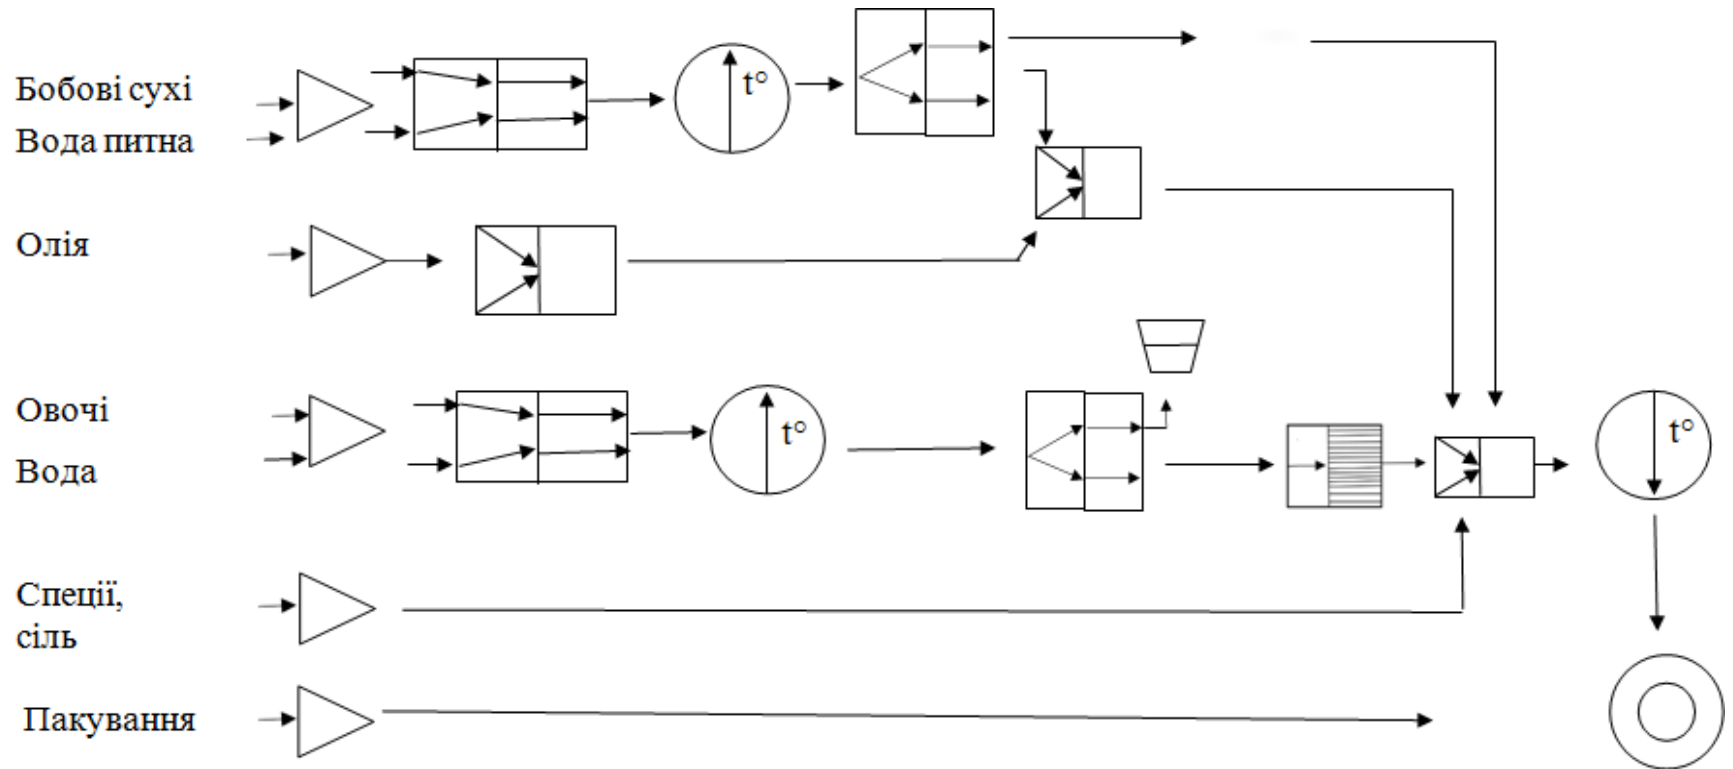 Бобові сухі
Вода питна
t°
Олія
Овочі
Вода
t°
t°
Спеції,
сіль
Пакування